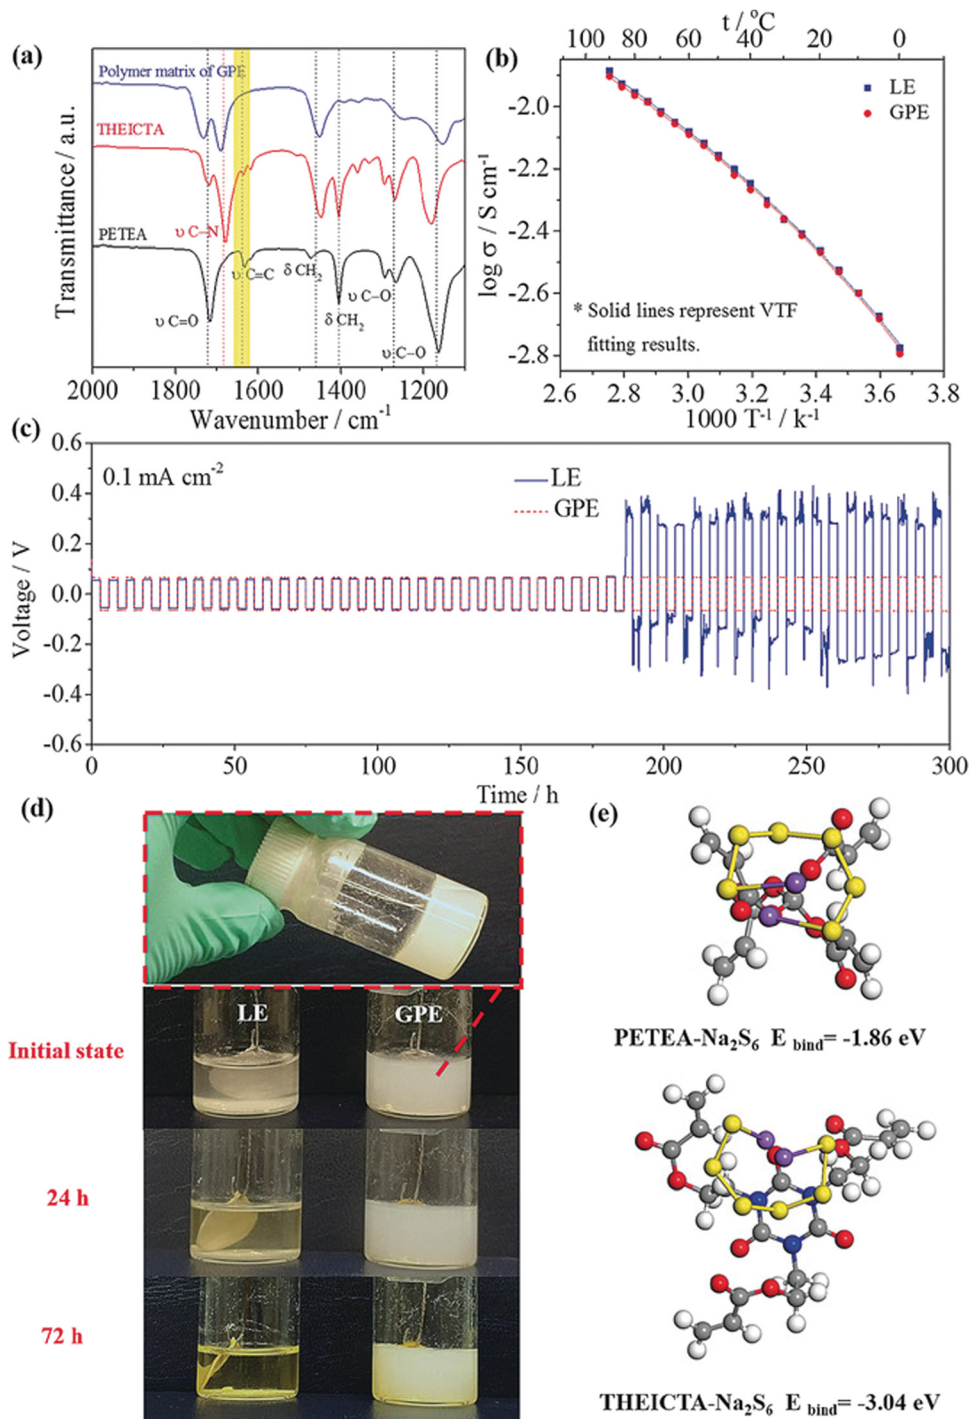 (a)
Polymer matrix of GPE
THEICTA
υ C−N
PETEA
υ C=C
δ CH2
υ C−O
υ C=O
δ CH2
υ C−O
Transmittance / a.u.
2000 1800 1600 1400 1200
Wavenumber / cm-1
(b)
t / oC
100 80 60 40 20 0
LE
GPE
log σ / S cm-1
-2.0
-2.2
-2.4
-2.6
-2.8
* Solid lines represent VTF
fitting results.
2.6 2.8 3.0 3.2 3.4 3.6 3.8
1000 T-1 / k-1
(c)
0.1 mA cm-2
LE
GPE
Voltage / V
0.6
0.4
0.2
0.0
-0.2
-0.4
-0.6
0 50 100 150 200 250 300
Time / h
(d)
LE GPE
Initial state
24 h
72 h
(e)
PETEA-Na2S6 E bind= -1.86 eV
THEICTA-Na2S6 E bind= -3.04 eV